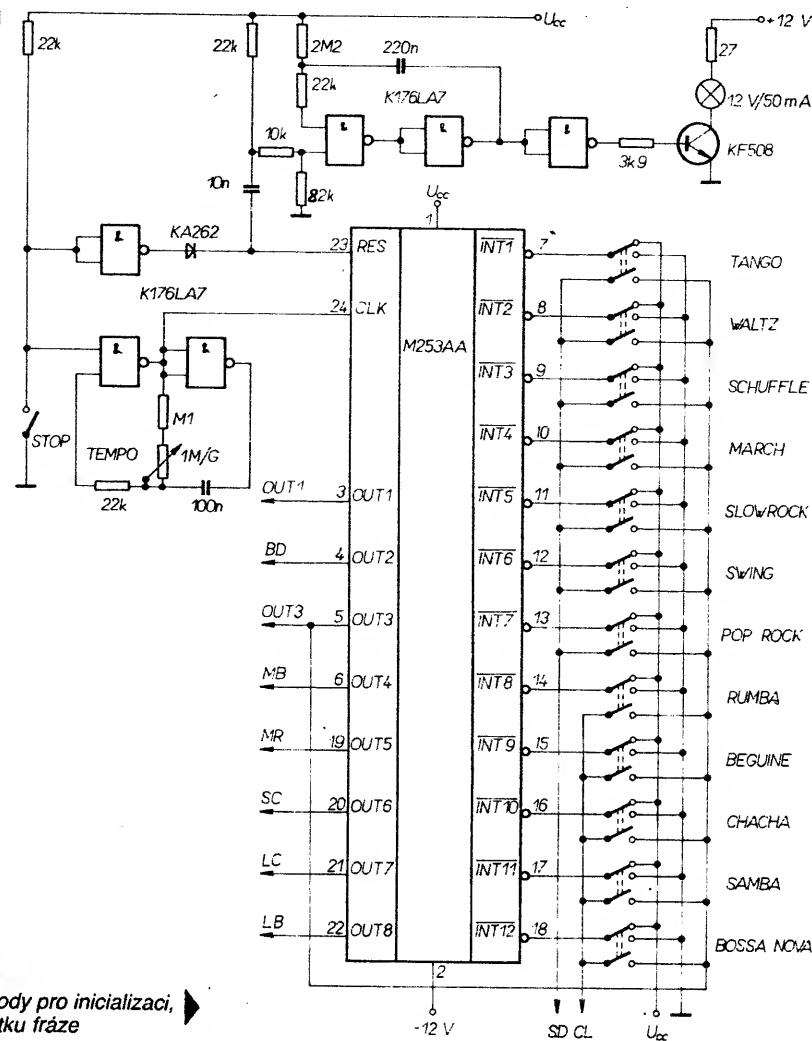 Ucc
+12 V
22k
22k
2M2
220n
27
22k
K176LA7
12 V/50mA
&
&
&
10k
3k9
KF508
10n
Ucc
1
KA262
&
23 RES
INT1 7
TANGO
K176LA7
24 CLK
INT2 8
WALTZ
M253AA
&
&
INT3 9
SCHUFFLE
M1
INT4 10
MARCH
STOP
TEMPO
1M/G
22k
100n
OUT1
3 OUT1
INT5 11
SLOWROCK
BD
4 OUT2
INT6 12
SWING
OUT3
5 OUT3
INT7 13
POP ROCK
MB
6 OUT4
INT8 14
RUMBA
MR
19 OUT5
INT9 15
BEGUINE
SC
20 OUT6
INT10 16
CHACHA
LC
21 OUT7
INT11 17
SAMBA
LB
22 OUT8
INT12 18
BOSSA NOVA
2
ody pro inicializaci,
tku fráze
-12 V
SD CL Ucc